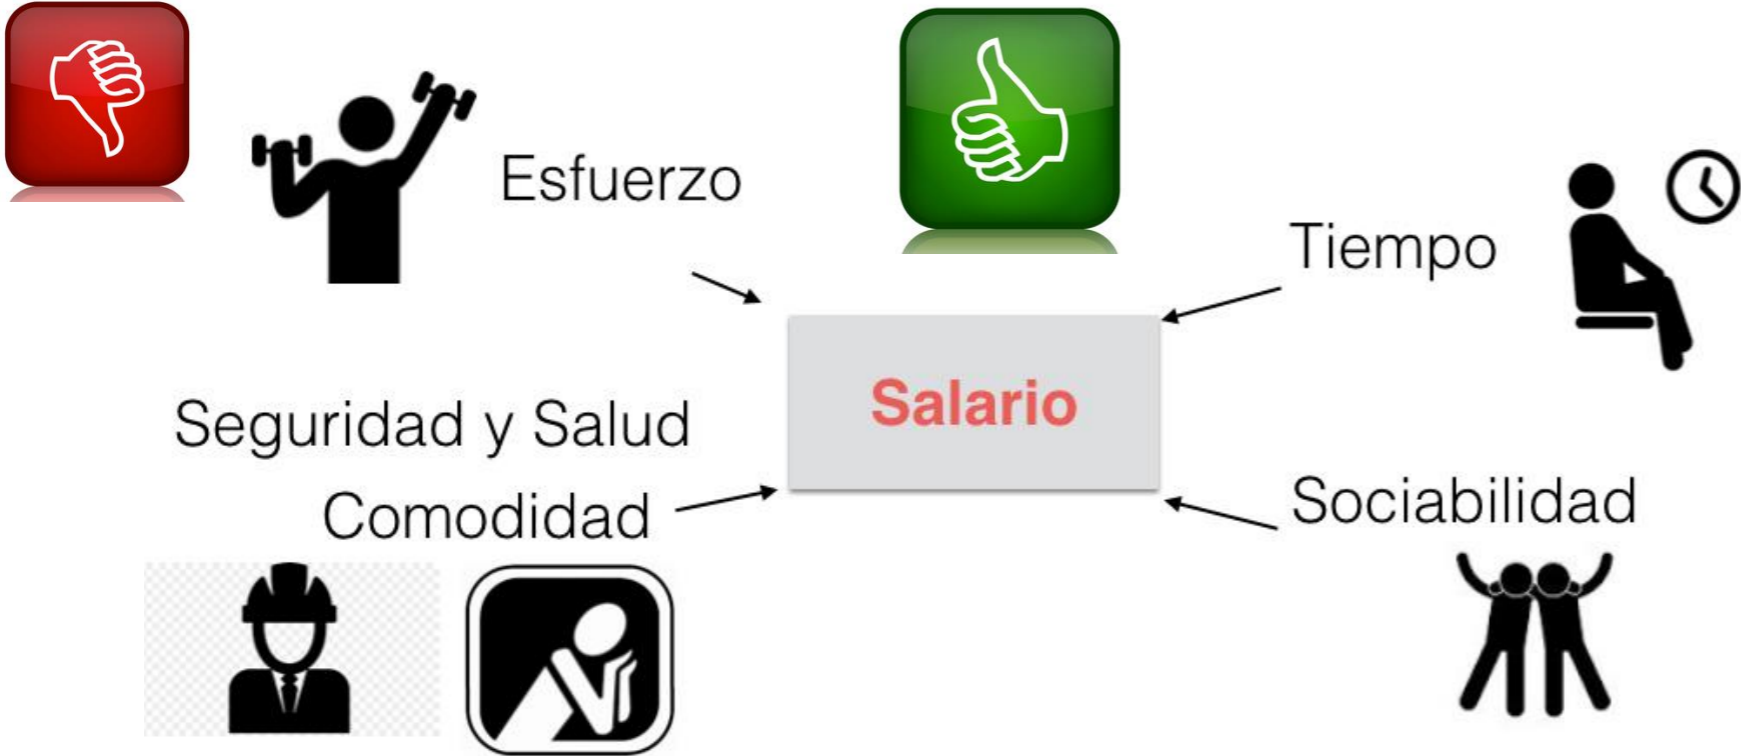 Esfuerzo
Tiempo
Salario
Seguridad y Salud
Comodidad
Sociabilidad